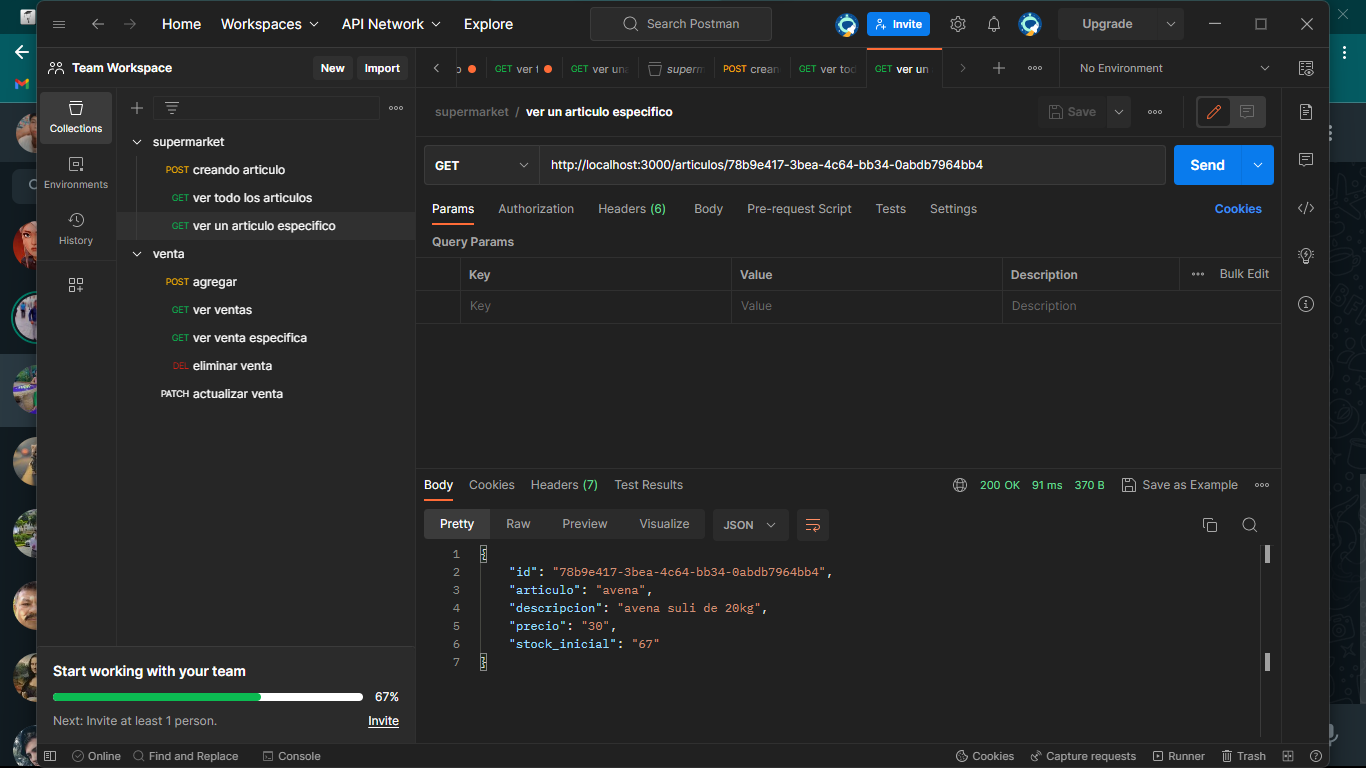 Home Workspaces API Network Explore Search Postman Invite Upgrade
Team Workspace New Import
GET ver GET ver un POST crean GET ver tod GET ver un No Environment
Collections
Environments
History
supermarket
POST creando articulo
GET ver todo los articulos
GET ver un articulo especifico
venta
POST agregar
GET ver ventas
GET ver venta especifica
DEL eliminar venta
PATCH actualizar venta
Start working with your team
67%
Next: Invite at least 1 person. Invite
supermarket / ver un articulo especifico Save
GET http://localhost:3000/articulos/78b9e417-3bea-4c64-bb34-0abdb7964bb4 Send
Params Authorization Headers (6) Body Pre-request Script Tests Settings Cookies
Query Params
Key Value Description Bulk Edit
Key Value Description
Body Cookies Headers (7) Test Results 200 OK 91 ms 370 B Save as Example
Pretty Raw Preview Visualize JSON
1 {
2 "id": "78b9e417-3bea-4c64-bb34-0abdb7964bb4",
3 "articulo": "avena",
4 "descripcion": "avena suli de 20kg",
5 "precio": "30",
6 "stock_inicial": "67"
7 }
Online Find and Replace Console Cookies Capture requests Runner Trash